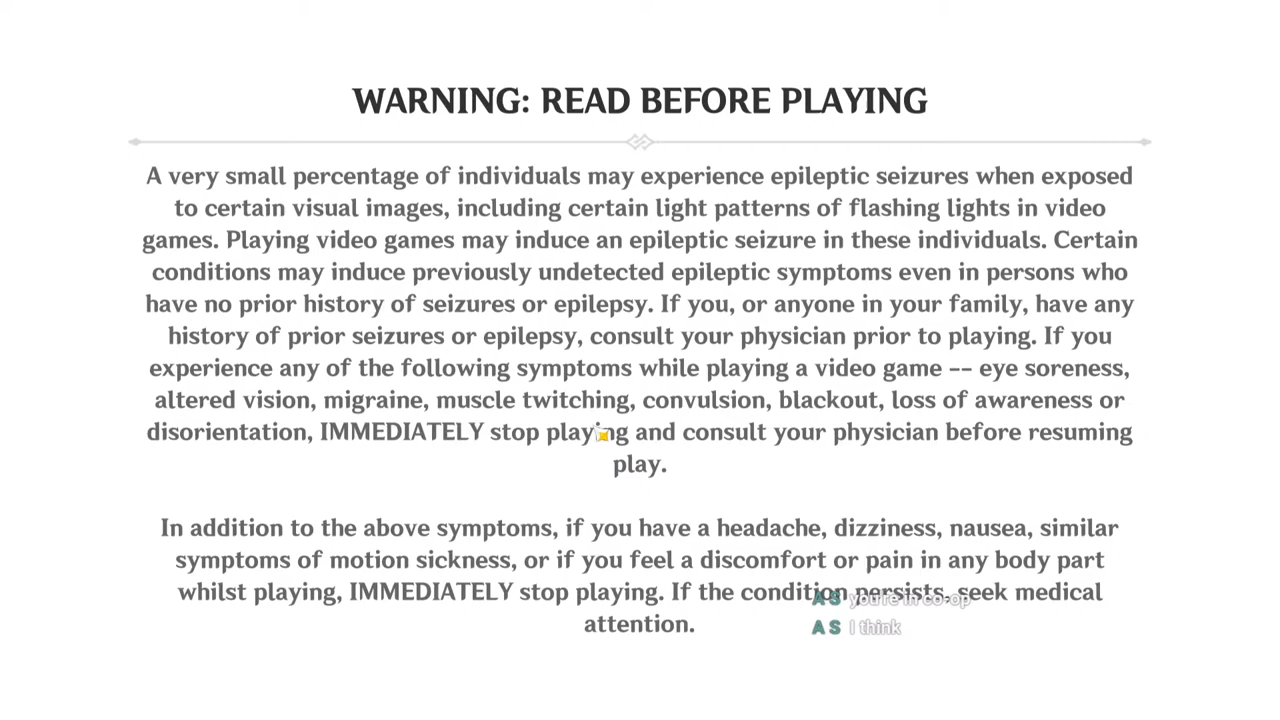 WARNING: READ BEFORE PLAYING
A very small percentage of individuals may experience epileptic seizures when exposed
to certain visual images, including certain light patterns of flashing lights in video
games. Playing video games may induce an epileptic seizure in these individuals. Certain
conditions may induce previously undetected epileptic symptoms even in persons who
have no prior history of seizures or epilepsy. If you, or anyone in your family, have any
history of prior seizures or epilepsy, consult your physician prior to playing. If you
experience any of the following symptoms while playing a video game -- eye soreness,
altered vision, migraine, muscle twitching, convulsion, blackout, loss of awareness or
disorientation, IMMEDIATELY stop playing and consult your physician before resuming
play.
In addition to the above symptoms, if you have a headache, dizziness, nausea, similar
symptoms of motion sickness, or if you feel a discomfort or pain in any body part
whilst playing, IMMEDIATELY stop playing. If the condition persists, seek medical
attention.
A S you're in co-op
A S I think